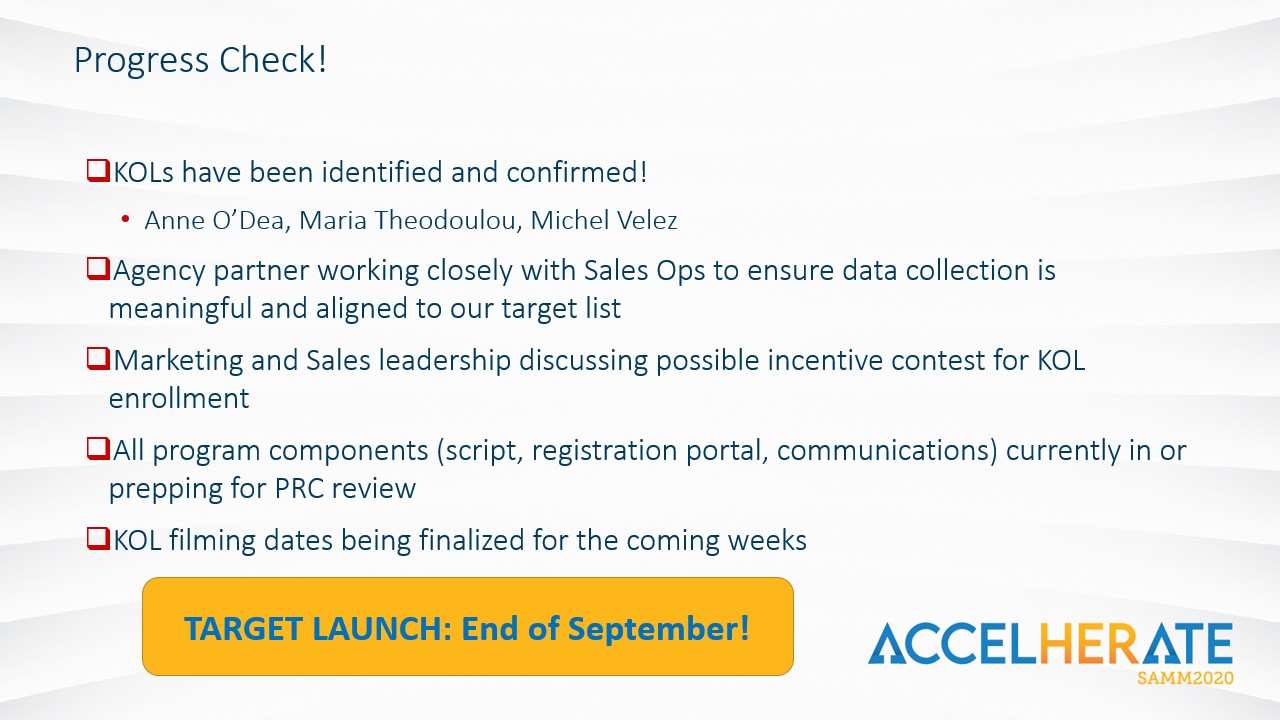 Progress Check!
KOLs have been identified and confirmed!
• Anne O’Dea, Maria Theodoulou, Michel Velez
Agency partner working closely with Sales Ops to ensure data collection is
meaningful and aligned to our target list
Marketing and Sales leadership discussing possible incentive contest for KOL
enrollment
All program components (script, registration portal, communications) currently in or
prepping for PRC review
KOL filming dates being finalized for the coming weeks
TARGET LAUNCH: End of September!
ACCELHERATE
SAMM2020